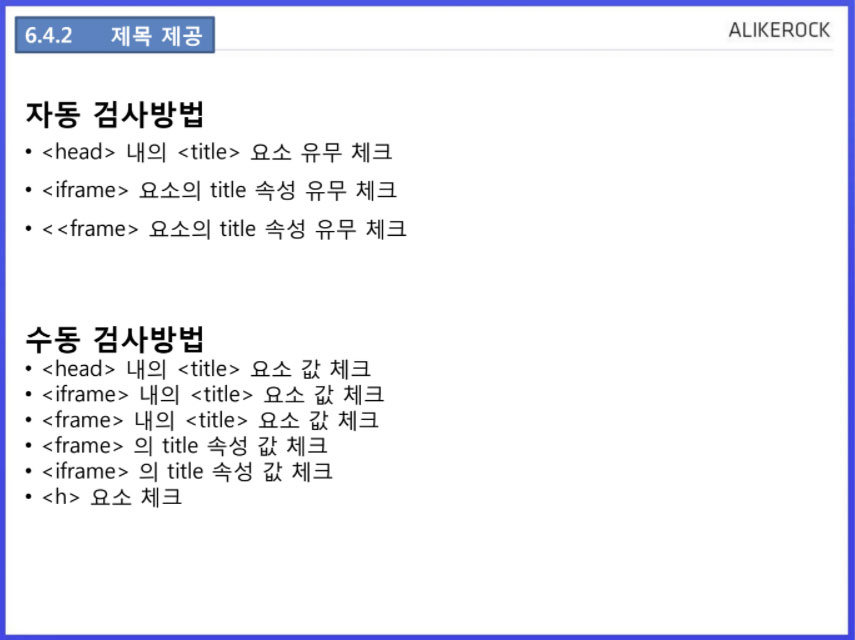 6.4.2 제목 제공
ALIKEROCK
자동 검사방법
• <head> 내의 <title> 요소 유무 체크
• <iframe> 요소의 title 속성 유무 체크
• <<frame> 요소의 title 속성 유무 체크
수동 검사방법
• <head> 내의 <title> 요소 값 체크
• <iframe> 내의 <title> 요소 값 체크
• <frame> 내의 <title> 요소 값 체크
• <frame> 의 title 속성 값 체크
• <iframe> 의 title 속성 값 체크
• <h> 요소 체크